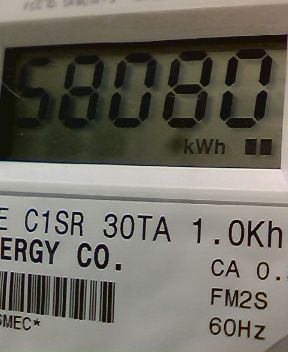 58080
kWh
E C1SR 30TA 1.0Kh
ERGY CO.
CA 0.
FM2S
SMEC*
60Hz